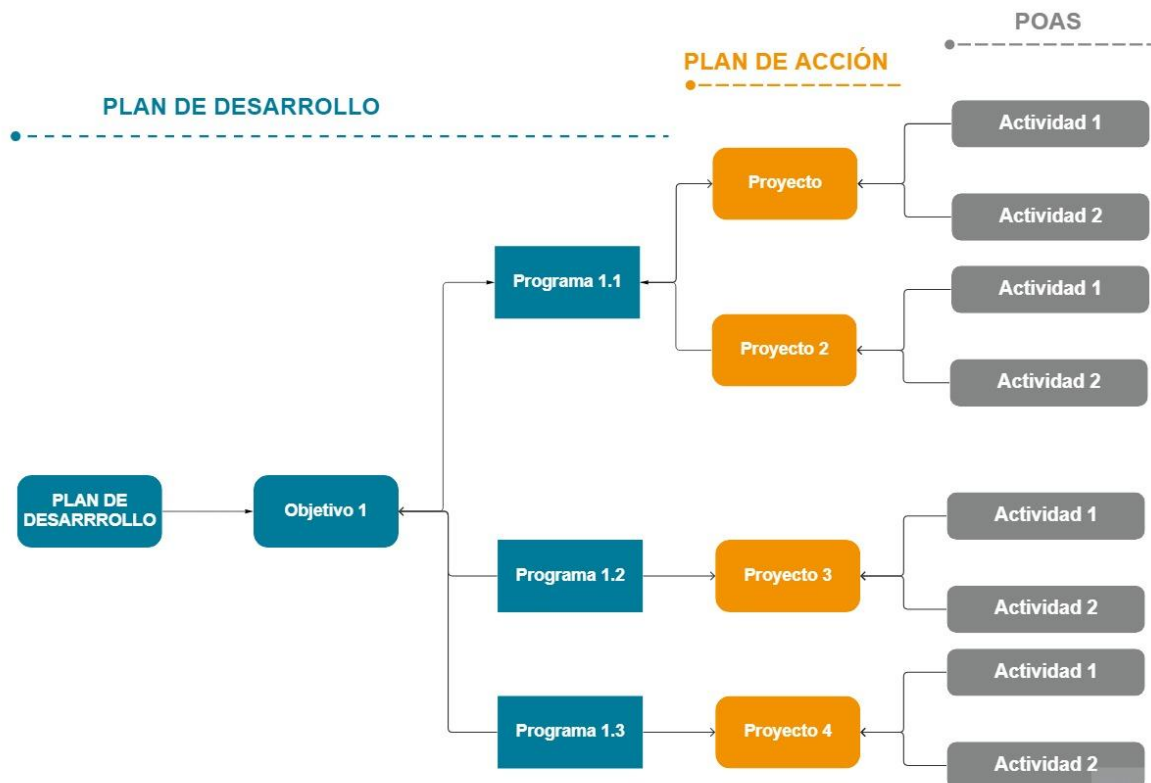 POAS
PLAN DE ACCIÓN
PLAN DE DESARROLLO
Actividad 1
Proyecto
Actividad 2
Programa 1.1
Actividad 1
Proyecto 2
Actividad 2
PLAN DE
DESARRROLLO
Objetivo 1
Actividad 1
Programa 1.2
Proyecto 3
Actividad 2
Actividad 1
Programa 1.3
Proyecto 4
Actividad 2